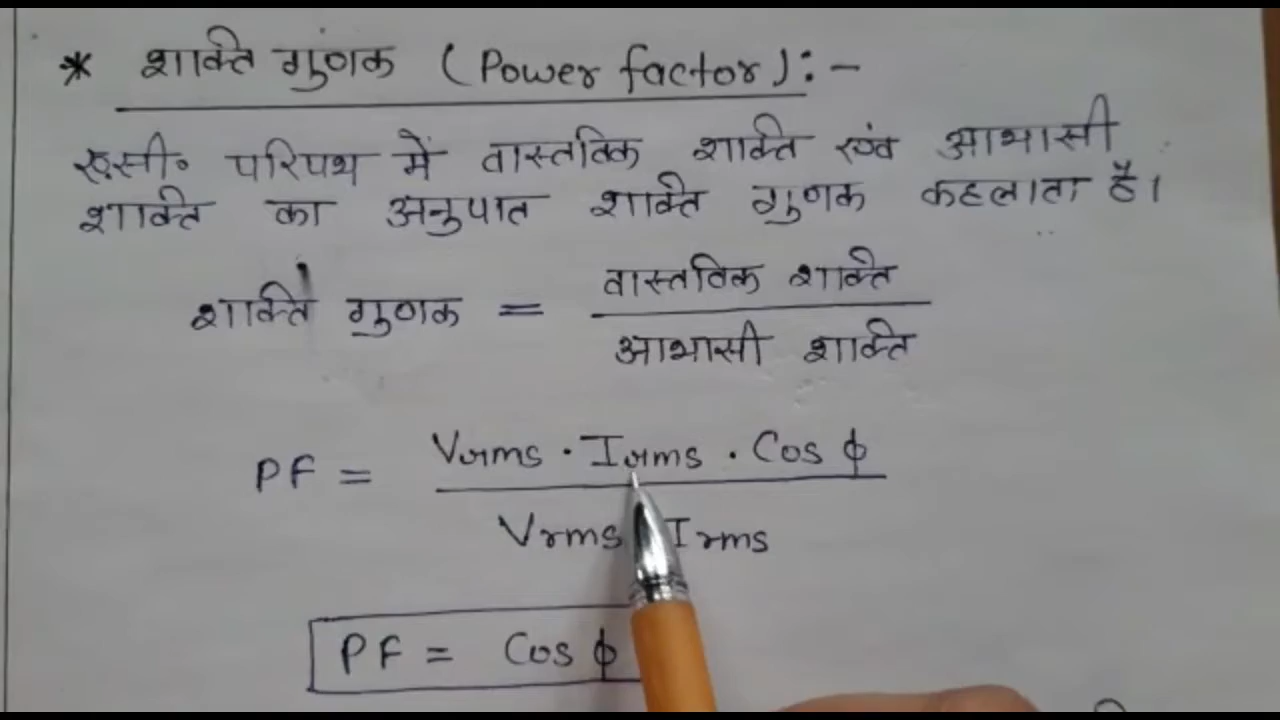 * शक्ति गुणक (Power factor) : -
ए॰सी॰ परिपथ में वास्तविक शक्ति एवं आभासी
शक्ति का अनुपात शक्ति गुणक कहलाता है।
शक्ति गुणक = वास्तविक शक्ति
आभासी शक्ति
PF = Vrms · Irms · Cos ϕ
Vrms Irms
PF = Cos ϕ